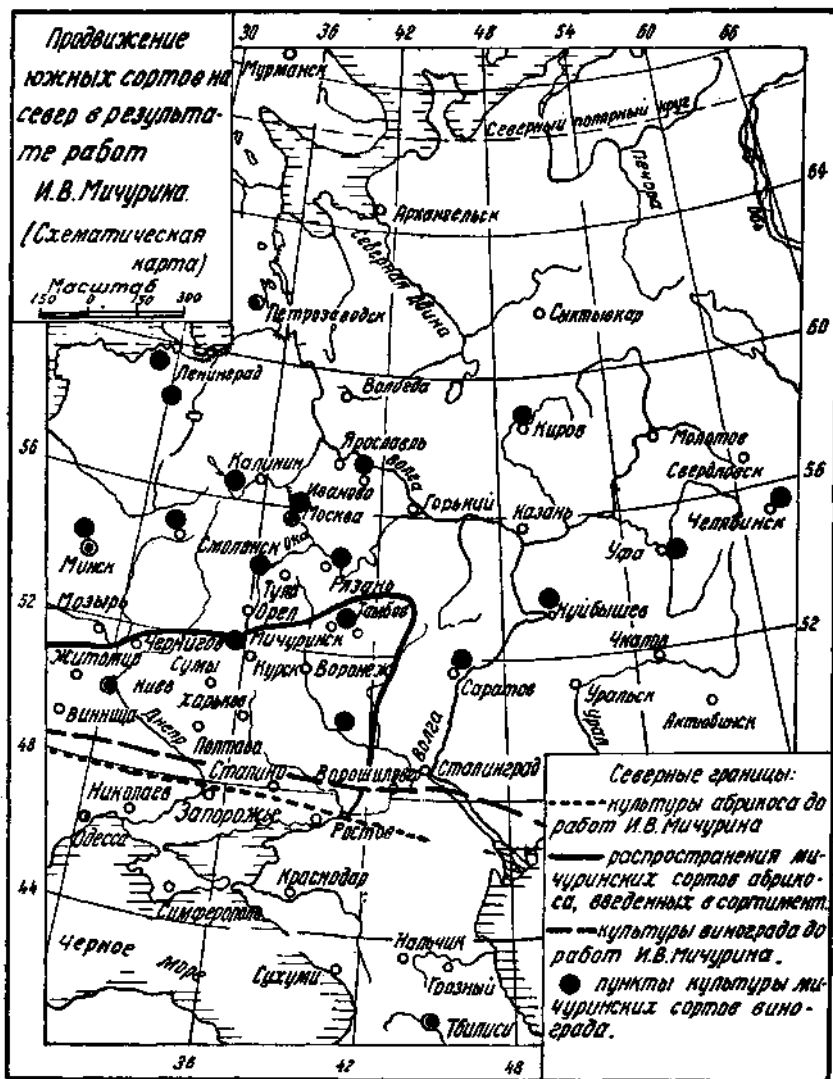 Продвижение
южных сортов на
север в результа-
те работ
И.В.Мичурина.
(Схематическая
карта)
Масштаб
150 0 150 300
30 36 42 48 54 60 66
Мурманск
Северный полярный круг
Печора
64
Обь
Архангельск
Северная Двина
Петрозаводск
Сыктывкар
60
Ленинград
Вологда
Киров
Молотов
56
Ярославль
Волга
Свердловск
56
Калинин
Иваново
Москва
Горький
Казань
Челябинск
Смоленск
Ока
Уфа
Минск
Рязань
Тула
52
Мозырь
Орел
Тамбов
Куйбышев
52
Чернигов
Мичуринск
Чкалов
Житомир
Сумы
Курск
Воронеж
Саратов
Киев
Харьков
Уральск
Актюбинск
Винница
Днепр
Полтава
Волга
Урал
48
Сталино
Ворошиловг
Сталинград
Николаев
Запорожье
Одесса
Ростов
44
Краснодар
Симферополь
Черное
море
Нальчик
Сухуми
Грозный
Тбилиси
36 42 48
Северные границы:
культуры абрикоса до
работ И.В.Мичурина
распространения ми-
чуринских сортов абрико-
са, введенных в сортимент.
культуры винограда до
работ И.В.Мичурина.
пункты культуры ми-
чуринских сортов вино-
града.